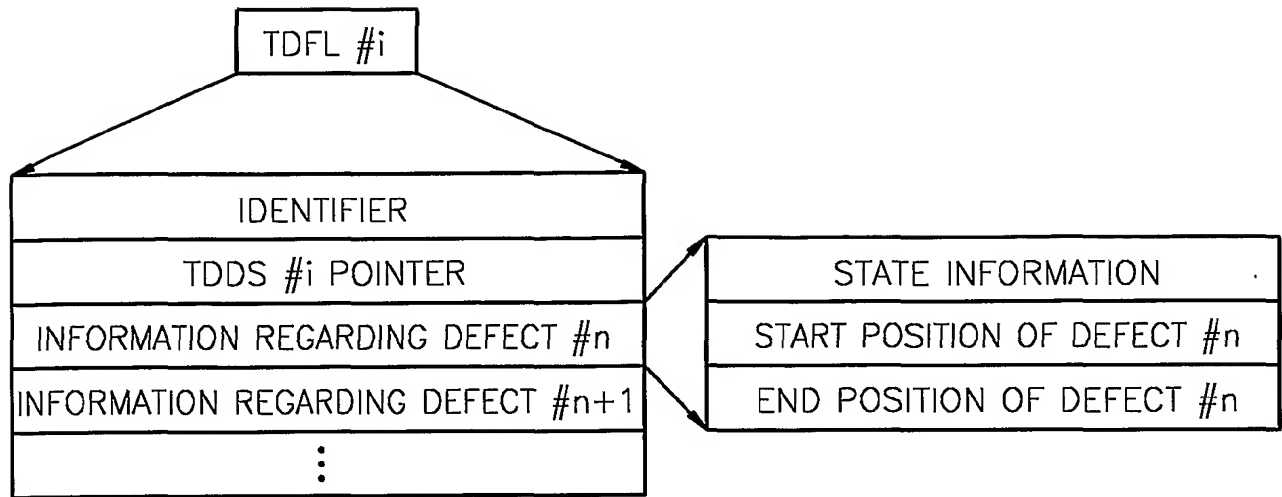 TDFL #i
IDENTIFIER
TDDS #i POINTER
INFORMATION REGARDING DEFECT #n
INFORMATION REGARDING DEFECT #n+1
⋮
STATE INFORMATION
START POSITION OF DEFECT #n
END POSITION OF DEFECT #n